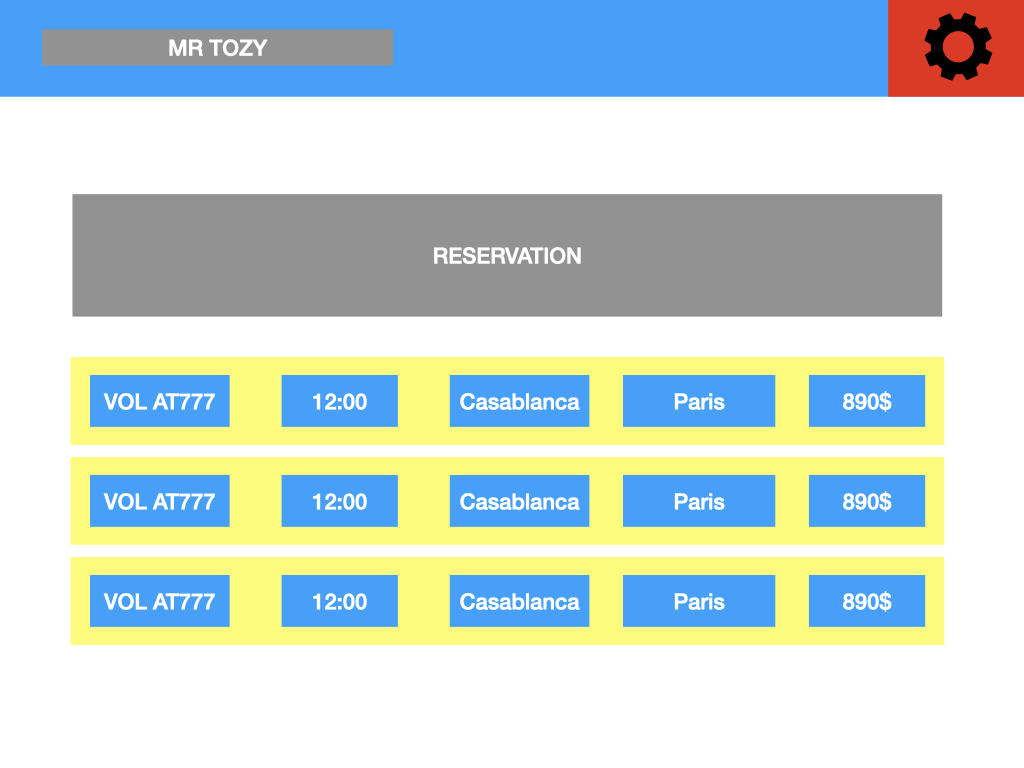 MR TOZY
RESERVATION
VOL AT777 12:00 Casablanca Paris 890$
VOL AT777 12:00 Casablanca Paris 890$
VOL AT777 12:00 Casablanca Paris 890$